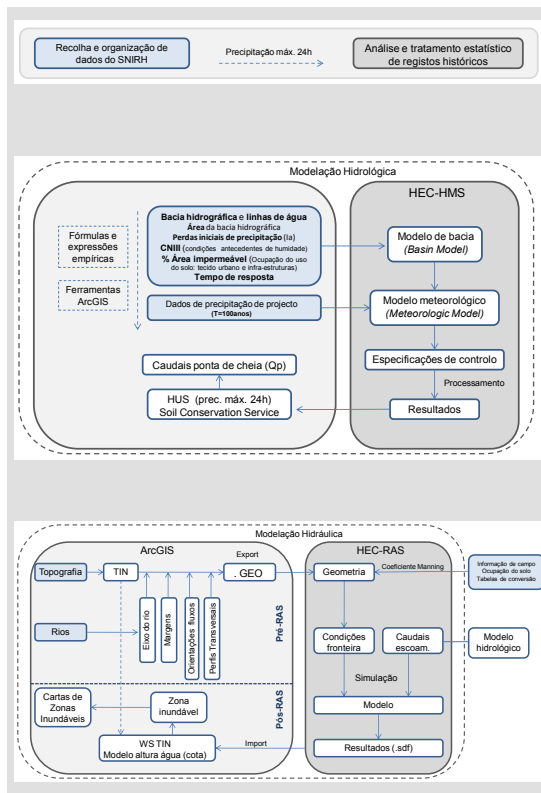 Recolha e organização de
dados do SNIRH
Precipitação máx. 24h
Análise e tratamento estatístico
de registos históricos
Modelação Hidrológica
HEC-HMS
Fórmulas e
expressões
empíricas
Ferramentas
ArcGIS
Bacia hidrográfica e linhas de água
Área da bacia hidrográfica
Perdas iniciais de precipitação (Ia)
CNIII (condições antecedentes de humidade)
% Área impermeável (Ocupação do uso
do solo: tecido urbano e infra-estruturas)
Tempo de resposta
Dados de precipitação de projecto
(T=100anos)
Modelo de bacia
(Basin Model)
Modelo meteorológico
(Meteorologic Model)
Especificações de controlo
Processamento
Resultados
Caudais ponta de cheia (Qp)
HUS (prec. máx. 24h)
Soil Conservation Service
Modelação Hidráulica
ArcGIS
Export
HEC-RAS
Topografia
TIN
. GEO
Geometria
Coeficiente Manning
Informação de campo
Ocupação do solo
Tabelas de conversão
Rios
Eixo do rio
Margens
Orientações fluxos
Perfis Transversais
Pré-RAS
Condições
fronteira
Caudais
escoam.
Modelo
hidrológico
Simulação
Cartas de
Zonas
Inundáveis
Zona
inundável
Pós-RAS
Modelo
WS TIN
Modelo altura água (cota)
Import
Resultados (.sdf)